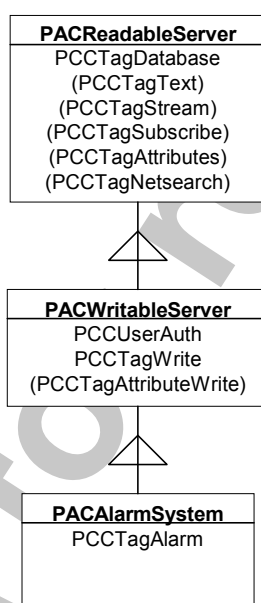 PACReadableServer
PCCTagDatabase
(PCCTagText)
(PCCTagStream)
(PCCTagSubscribe)
(PCCTagAttributes)
(PCCTagNetsearch)
PACWritableServer
PCCUserAuth
PCCTagWrite
(PCCTagAttributeWrite)
PACAlarmSystem
PCCTagAlarm